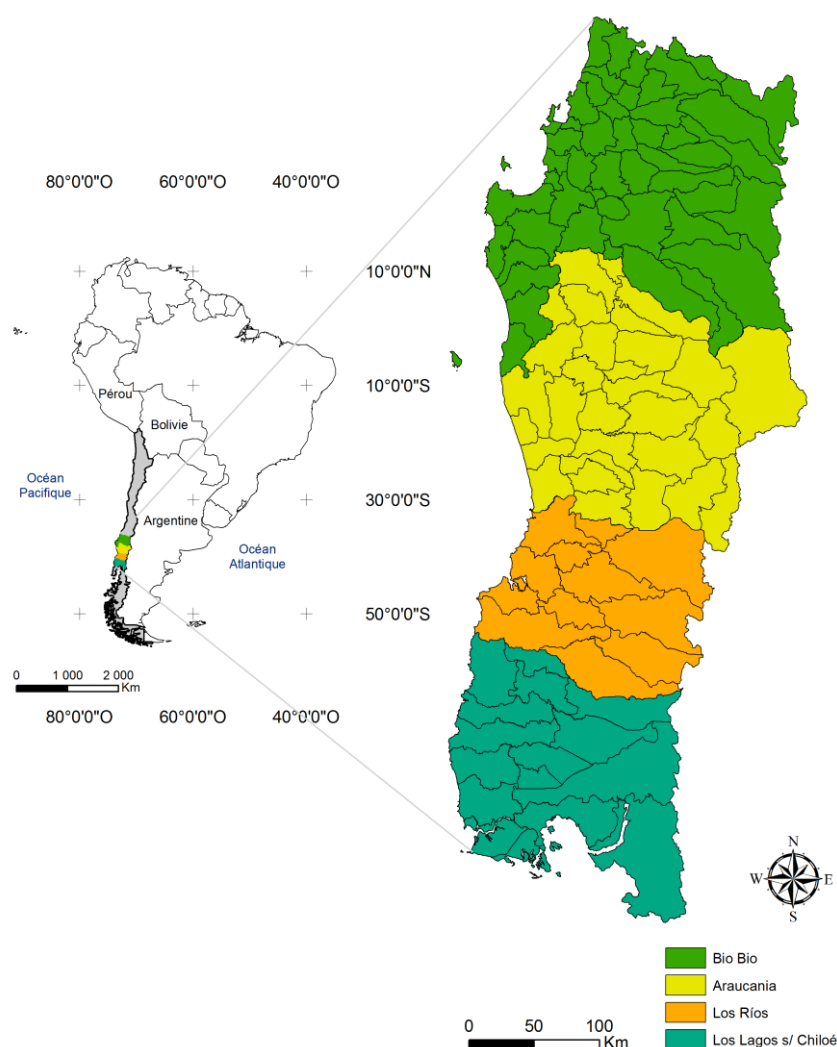 80°0'0"O 60°0'0"O 40°0'0"O
10°0'0"N
10°0'0"S
Pérou
Bolivie
Océan
Pacifique
30°0'0"S
Argentine
Océan
Atlantique
50°0'0"S
0 1 000 2 000
Km
80°0'0"O 60°0'0"O 40°0'0"O
N
W E
S
Bio Bio
Araucania
Los Ríos
Los Lagos s/ Chiloé
0 50 100
Km